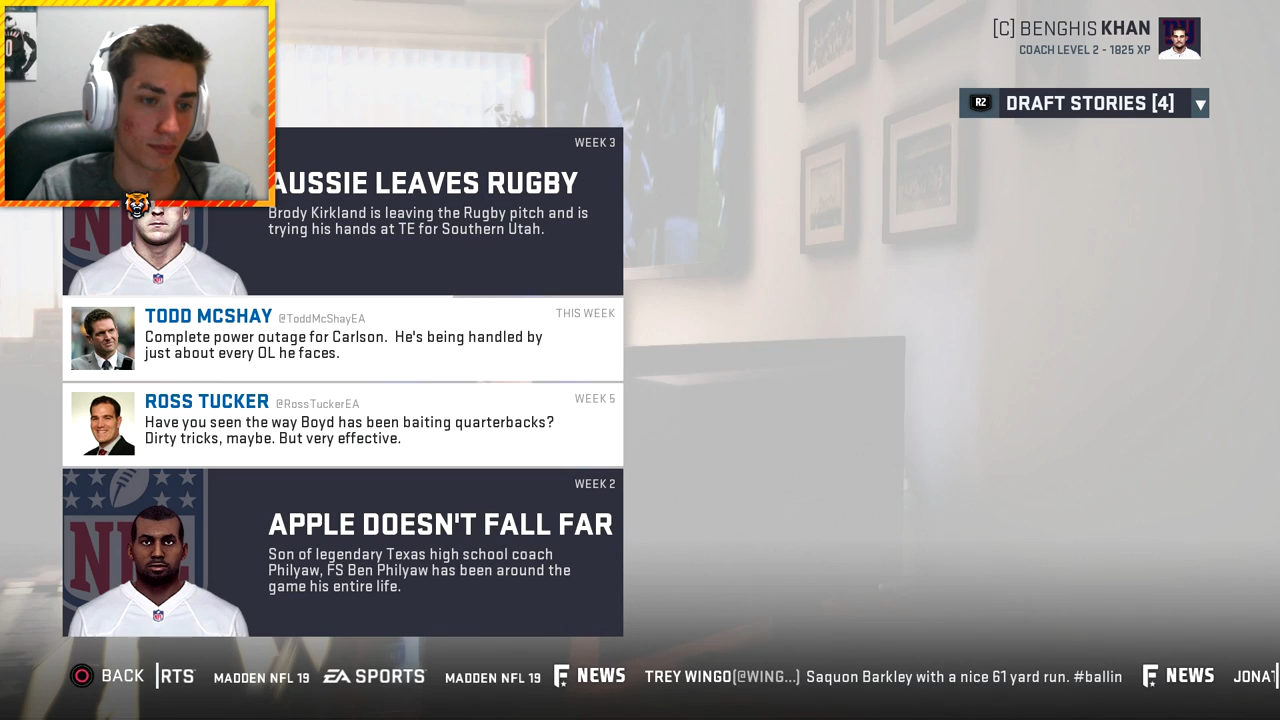 [C] BENGHIS KHAN
COACH LEVEL 2 - 1825 XP
R2 DRAFT STORIES [4]
WEEK 3
AUSSIE LEAVES RUGBY
Brody Kirkland is leaving the Rugby pitch and is
trying his hands at TE for Southern Utah.
TODD MCSHAY @ToddMcShayEA THIS WEEK
Complete power outage for Carlson. He's being handled by
just about every OL he faces.
ROSS TUCKER @RossTuckerEA WEEK 5
Have you seen the way Boyd has been baiting quarterbacks?
Dirty tricks, maybe. But very effective.
WEEK 2
APPLE DOESN'T FALL FAR
Son of legendary Texas high school coach
Philyaw, FS Ben Philyaw has been around the
game his entire life.
BACK RTS MADDEN NFL 19 EA SPORTS MADDEN NFL 19 F NEWS TREY WINGO(@WING...) Saquon Barkley with a nice 61 yard run. #ballin F NEWS JONAT